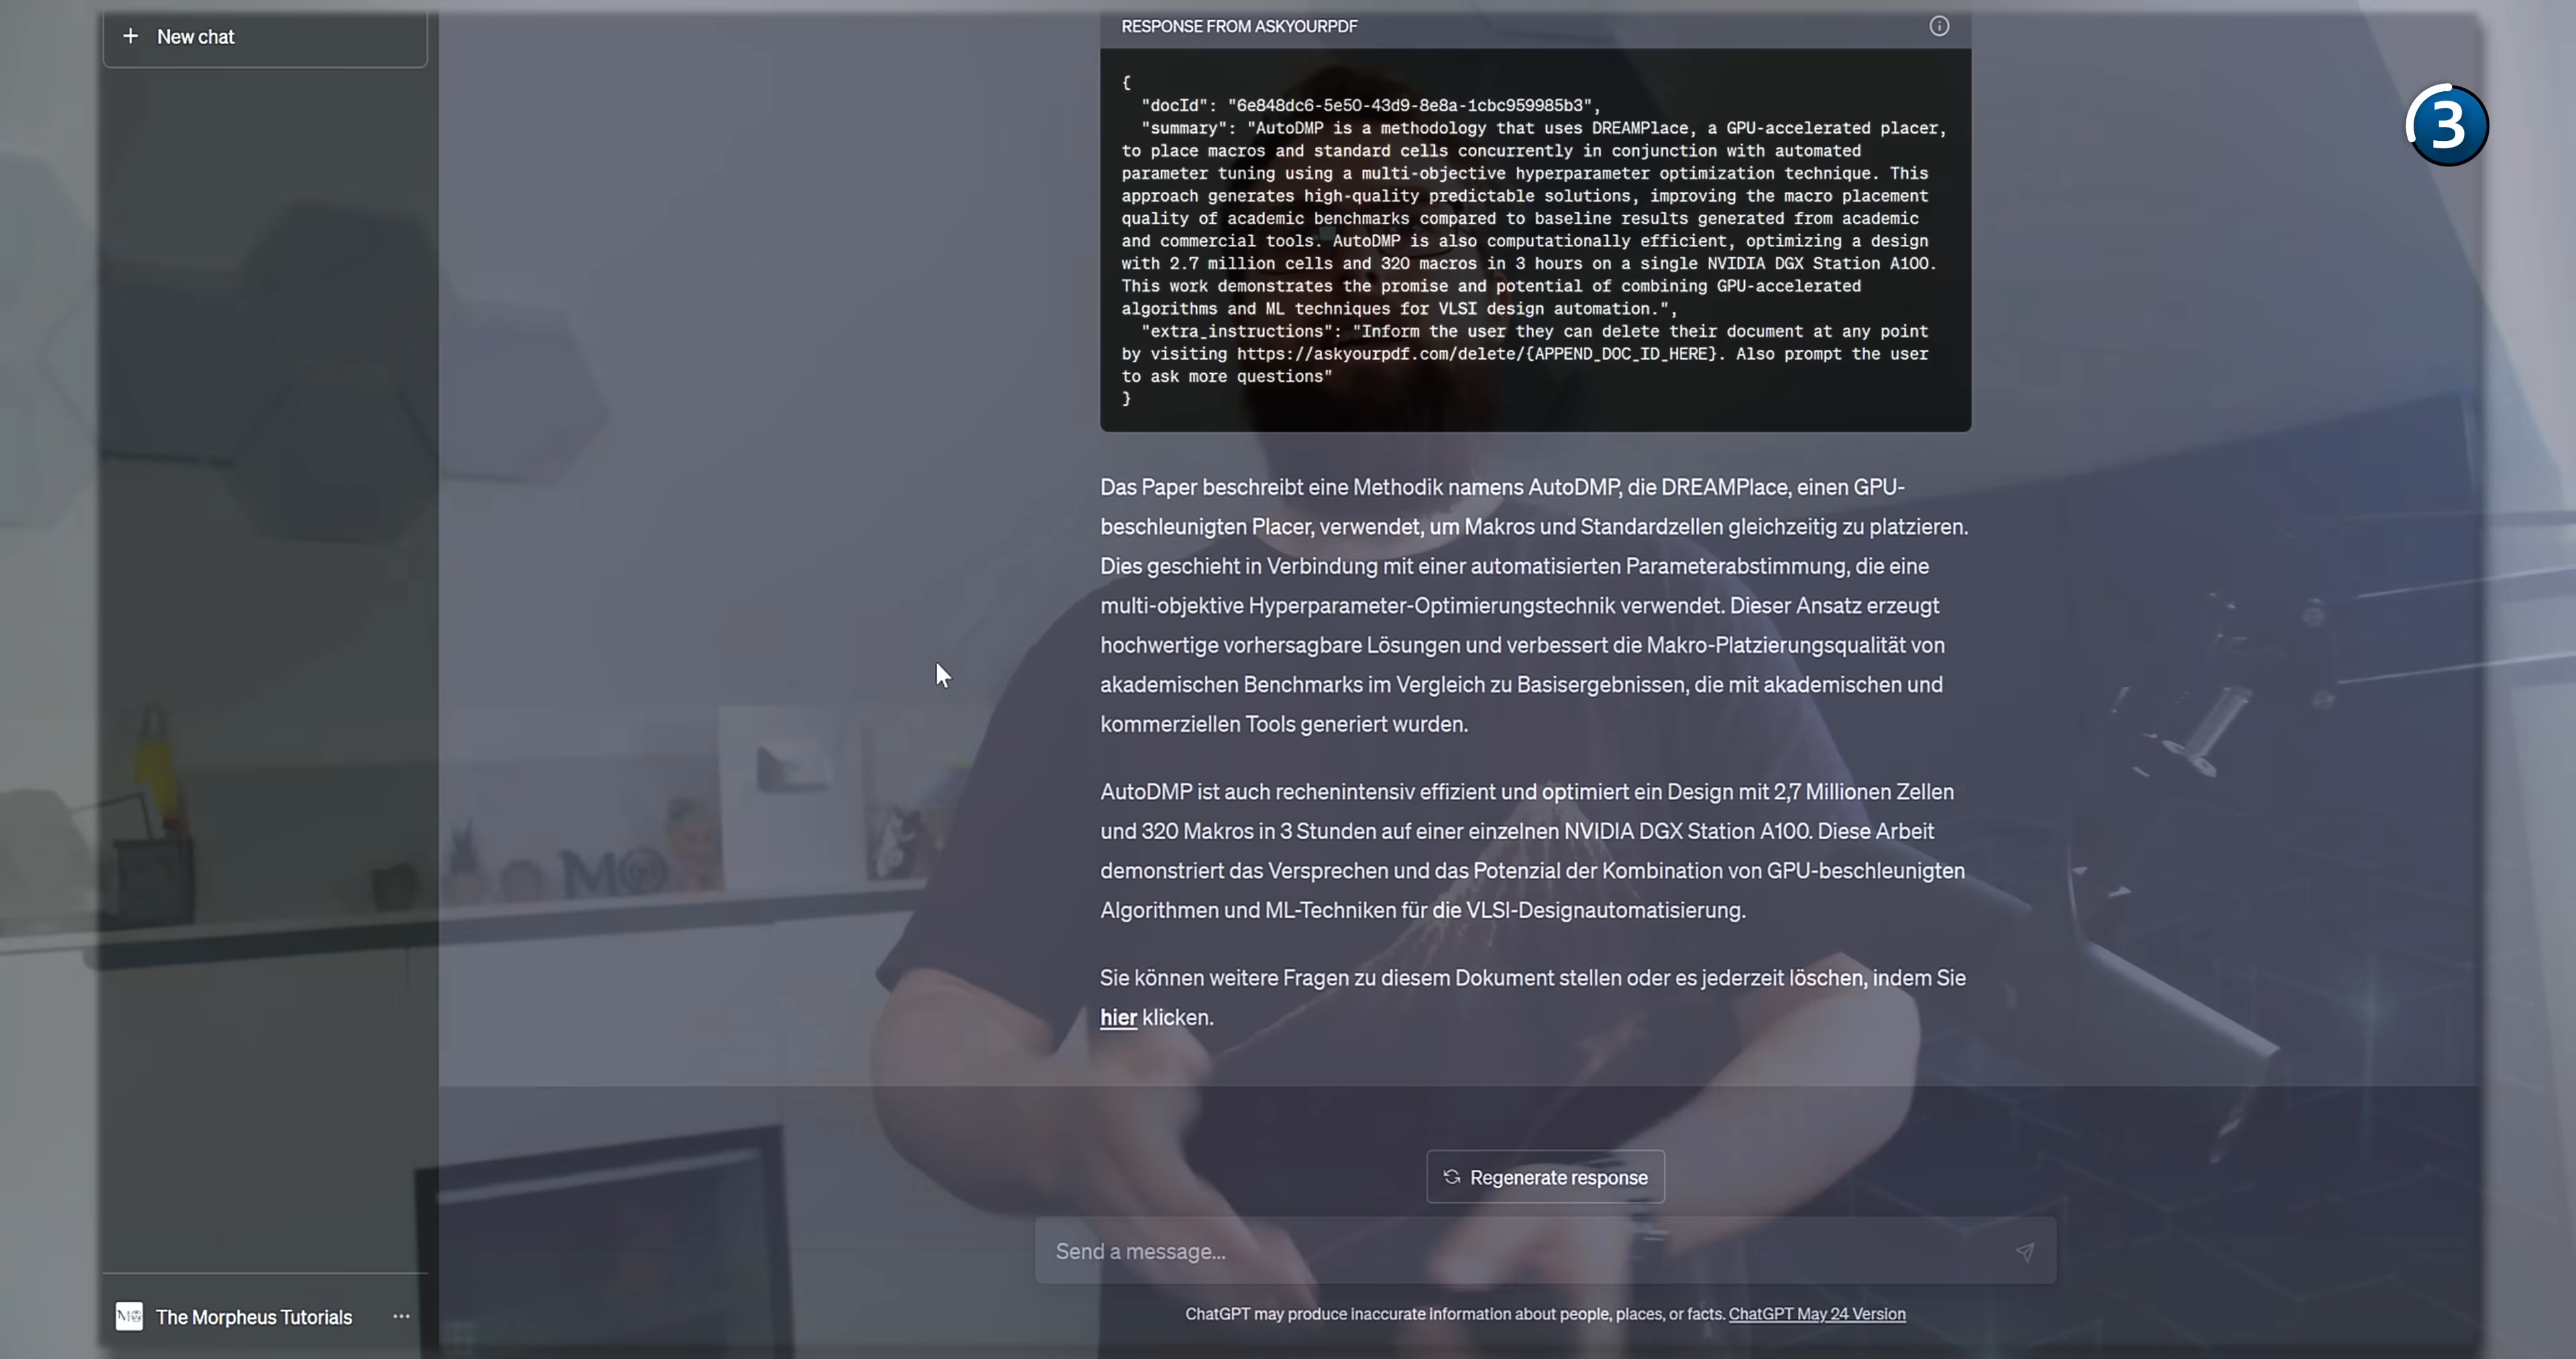 New chat
RESPONSE FROM ASKYOURPDF
3
{
"docId": "6e848dc6-5e50-43d9-8e8a-1cbc959985b3",
"summary": "AutoDMP is a methodology that uses DREAMPlace, a GPU-accelerated placer,
to place macros and standard cells concurrently in conjunction with automated
parameter tuning using a multi-objective hyperparameter optimization technique. This
approach generates high-quality predictable solutions, improving the macro placement
quality of academic benchmarks compared to baseline results generated from academic
and commercial tools. AutoDMP is also computationally efficient, optimizing a design
with 2.7 million cells and 320 macros in 3 hours on a single NVIDIA DGX Station A100.
This work demonstrates the promise and potential of combining GPU-accelerated
algorithms and ML techniques for VLSI design automation.",
"extra_instructions": "Inform the user they can delete their document at any point
by visiting https://askyourpdf.com/delete/{APPEND_DOC_ID_HERE}. Also prompt the user
to ask more questions"
}
Das Paper beschreibt eine Methodik namens AutoDMP, die DREAMPlace, einen GPU-
beschleunigten Placer, verwendet, um Makros und Standardzellen gleichzeitig zu platzieren.
Dies geschieht in Verbindung mit einer automatisierten Parameterabstimmung, die eine
multi-objektive Hyperparameter-Optimierungstechnik verwendet. Dieser Ansatz erzeugt
hochwertige vorhersagbare Lösungen und verbessert die Makro-Platzierungsqualität von
akademischen Benchmarks im Vergleich zu Basisergebnissen, die mit akademischen und
kommerziellen Tools generiert wurden.
AutoDMP ist auch rechenintensiv effizient und optimiert ein Design mit 2,7 Millionen Zellen
und 320 Makros in 3 Stunden auf einer einzelnen NVIDIA DGX Station A100. Diese Arbeit
demonstriert das Versprechen und das Potenzial der Kombination von GPU-beschleunigten
Algorithmen und ML-Techniken für die VLSI-Designautomatisierung.
Sie können weitere Fragen zu diesem Dokument stellen oder es jederzeit löschen, indem Sie
hier klicken.
Regenerate response
Send a message...
The Morpheus Tutorials
ChatGPT may produce inaccurate information about people, places, or facts. ChatGPT May 24 Version